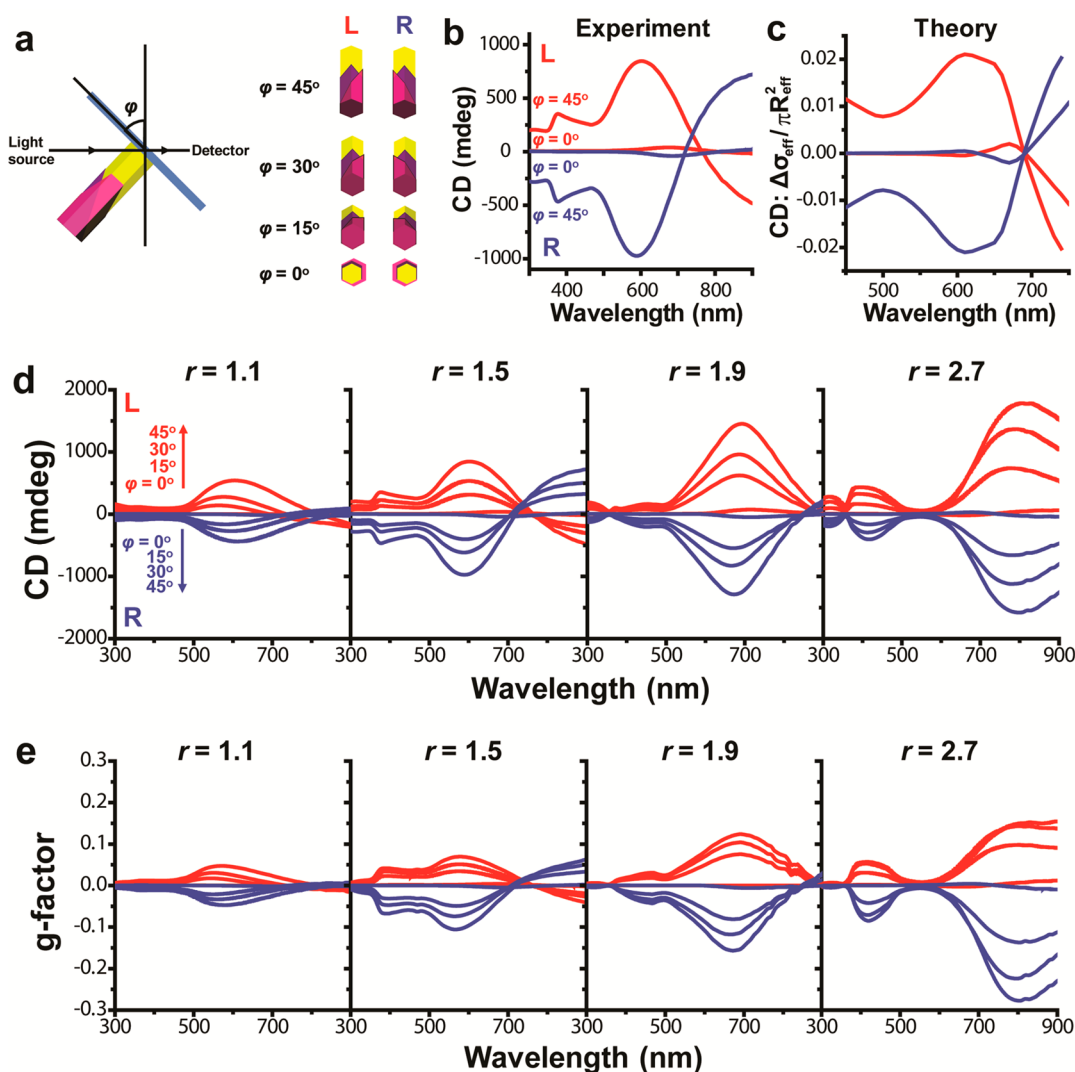 a
L R
φ
Light source
Detector
φ = 45°
φ = 30°
φ = 15°
φ = 0°
b Experiment
CD (mdeg)
1000
500
0
-500
-1000
L
φ = 45°
φ = 0°
φ = 0°
φ = 45°
R
400 600 800
Wavelength (nm)
c Theory
CD: Δσeff/πR²eff
0.02
0.01
0.00
-0.01
-0.02
500 600 700
Wavelength (nm)
d
r = 1.1 r = 1.5 r = 1.9 r = 2.7
CD (mdeg)
2000
1000
0
-1000
-2000
L
45°
30°
15°
φ = 0°
φ = 0°
15°
30°
45°
R
300 500 700 300 500 700 300 500 700 300 500 700 900
Wavelength (nm)
e
r = 1.1 r = 1.5 r = 1.9 r = 2.7
g-factor
0.3
0.2
0.1
0.0
-0.1
-0.2
-0.3
300 500 700 300 500 700 300 500 700 300 500 700 900
Wavelength (nm)